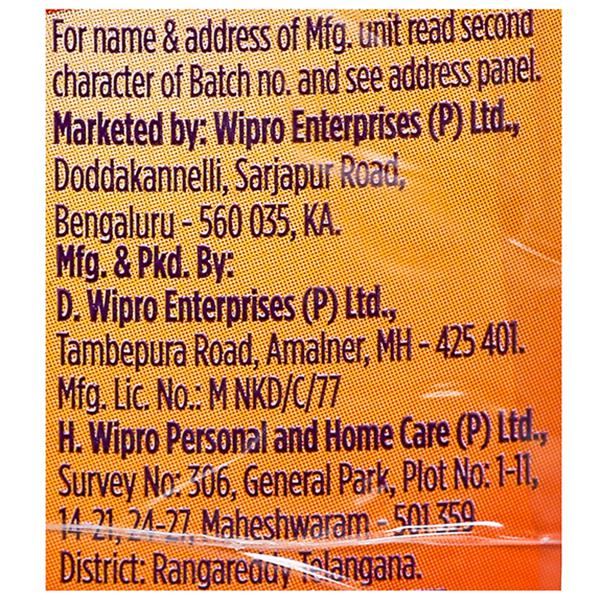 For name & address of Mfg. unit read second
character of Batch no. and see address panel.
Marketed by: Wipro Enterprises (P) Ltd.,
Doddakannelli, Sarjapur Road,
Bengaluru - 560 035, KA.
Mfg. & Pkd. By:
D. Wipro Enterprises (P) Ltd.,
Tambepura Road, Amalner, MH - 425 401.
Mfg. Lic. No.: M NKD/C/77
H. Wipro Personal and Home Care (P) Ltd.,
Survey No: 306, General Park, Plot No: 1-11,
14-21, 24-27, Maheshwaram - 501 359
District: Rangareddy Telangana.